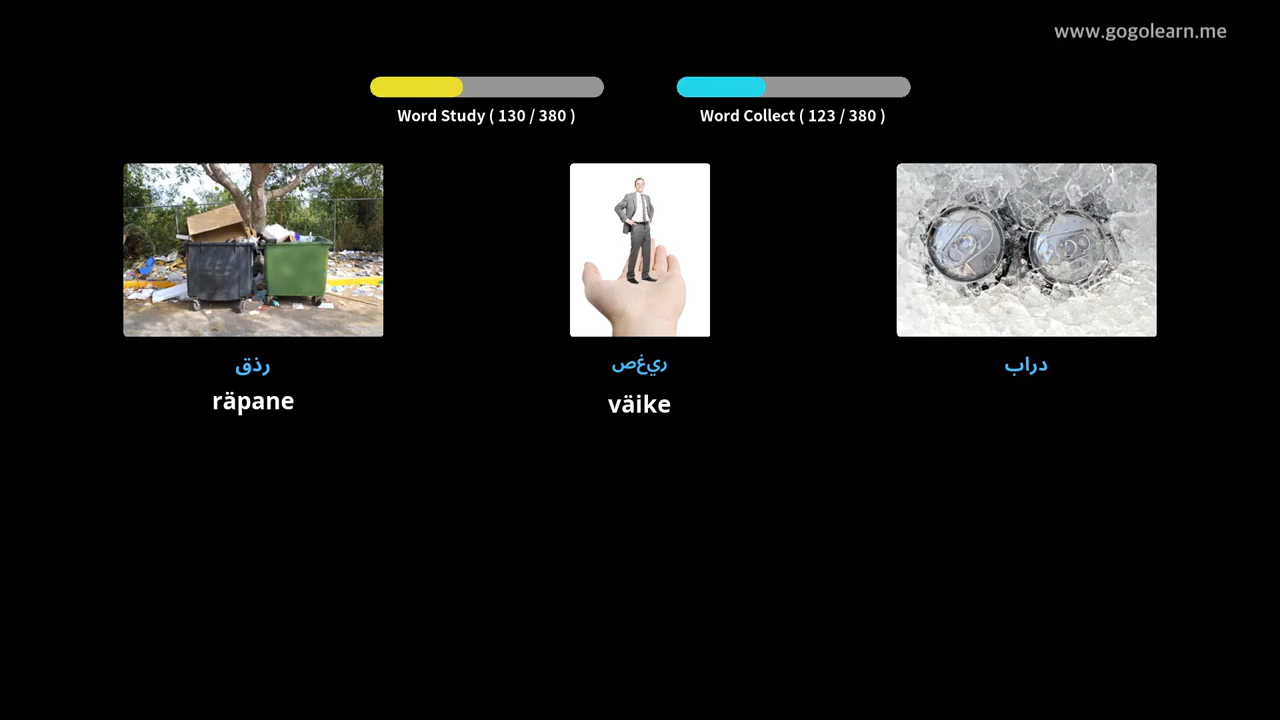 www.gogolearn.me
Word Study ( 130 / 380 )
Word Collect ( 123 / 380 )
رذق
räpane
ريغص
väike
دراب